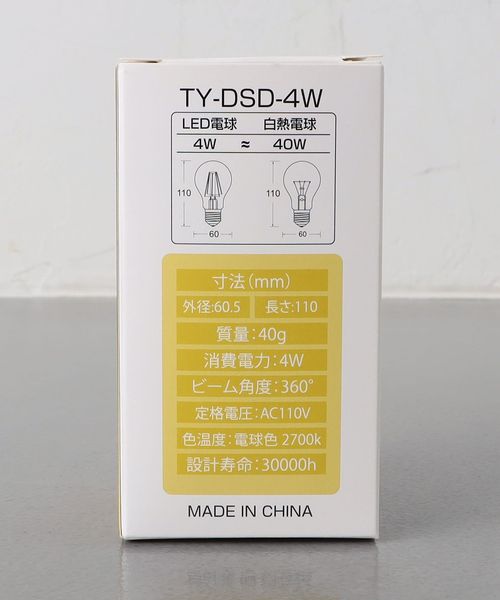 TY-DSD-4W
LED電球 白熱電球
4W ≈ 40W
110 110
60 60
寸法(mm)
外径:60.5 長さ:110
質量:40g
消費電力:4W
ビーム角度:360°
定格電圧:AC110V
色温度:電球色 2700k
設計寿命:30000h
MADE IN CHINA